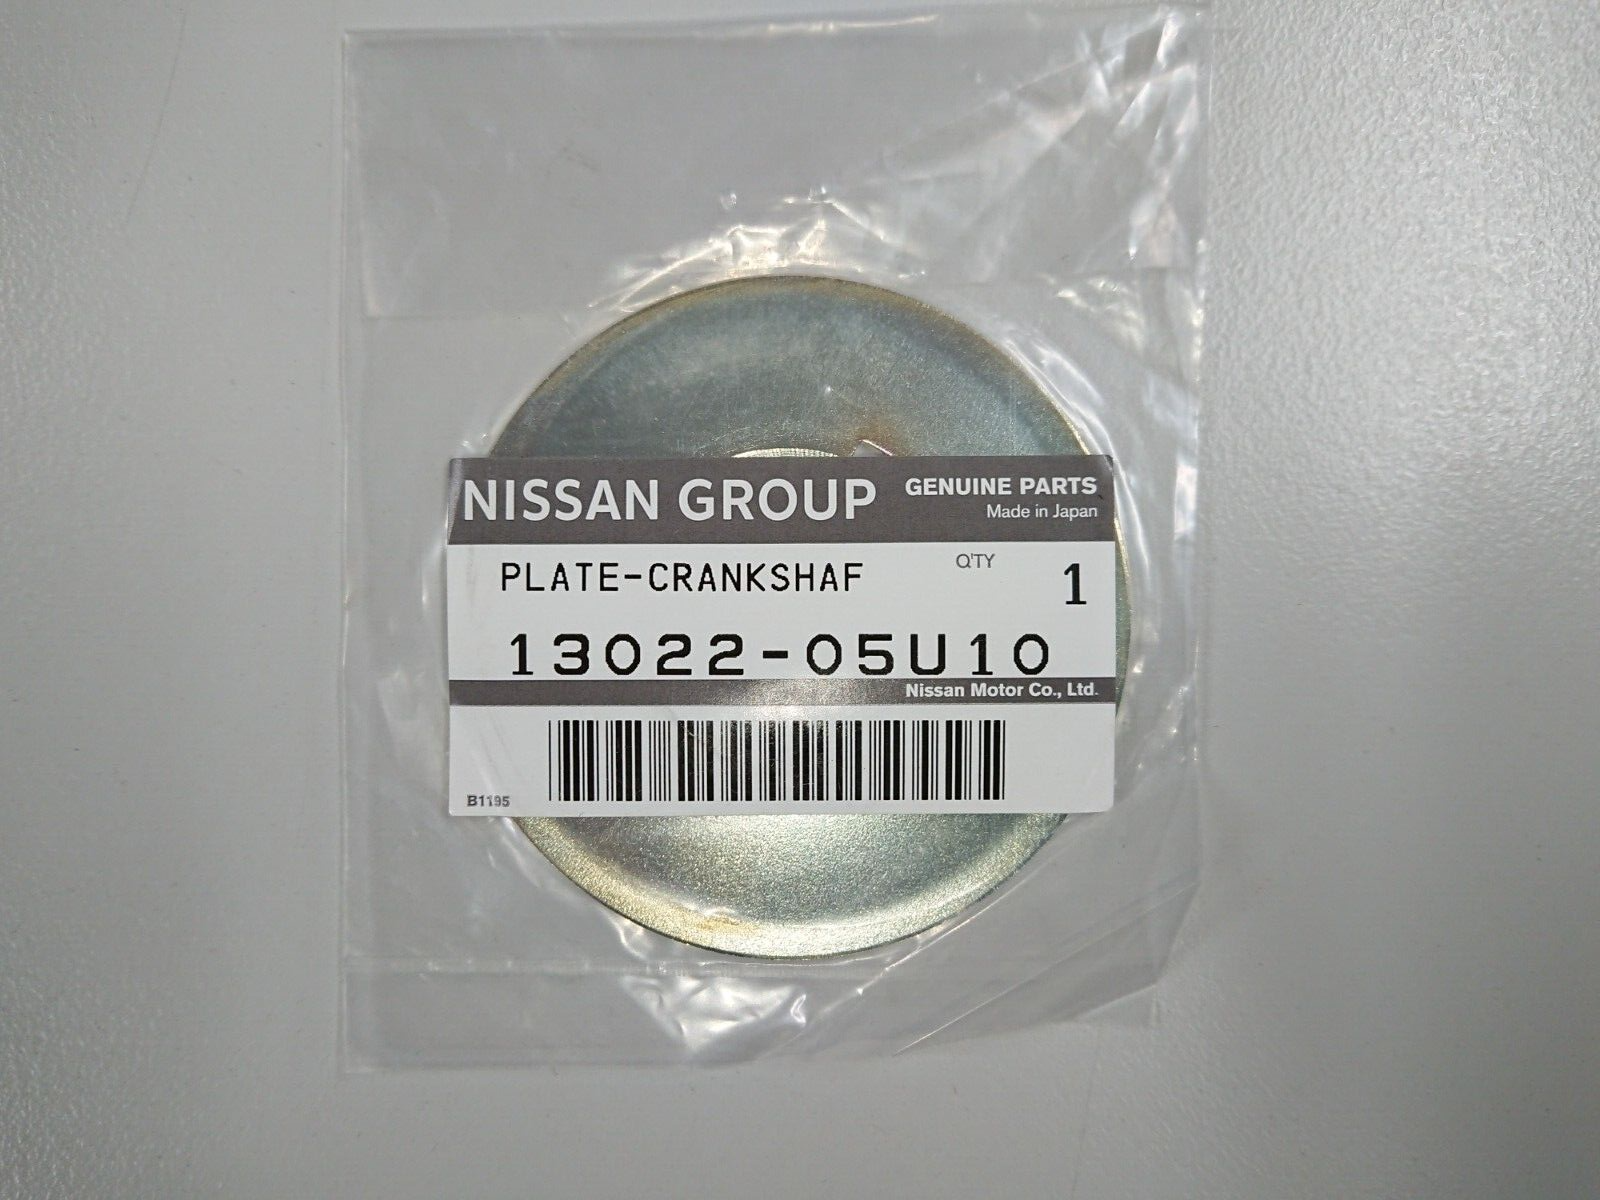 NISSAN GROUP GENUINE PARTS
Made in Japan
PLATE-CRANKSHAF Q'TY 1
13022-05U10
Nissan Motor Co., Ltd.
B1195